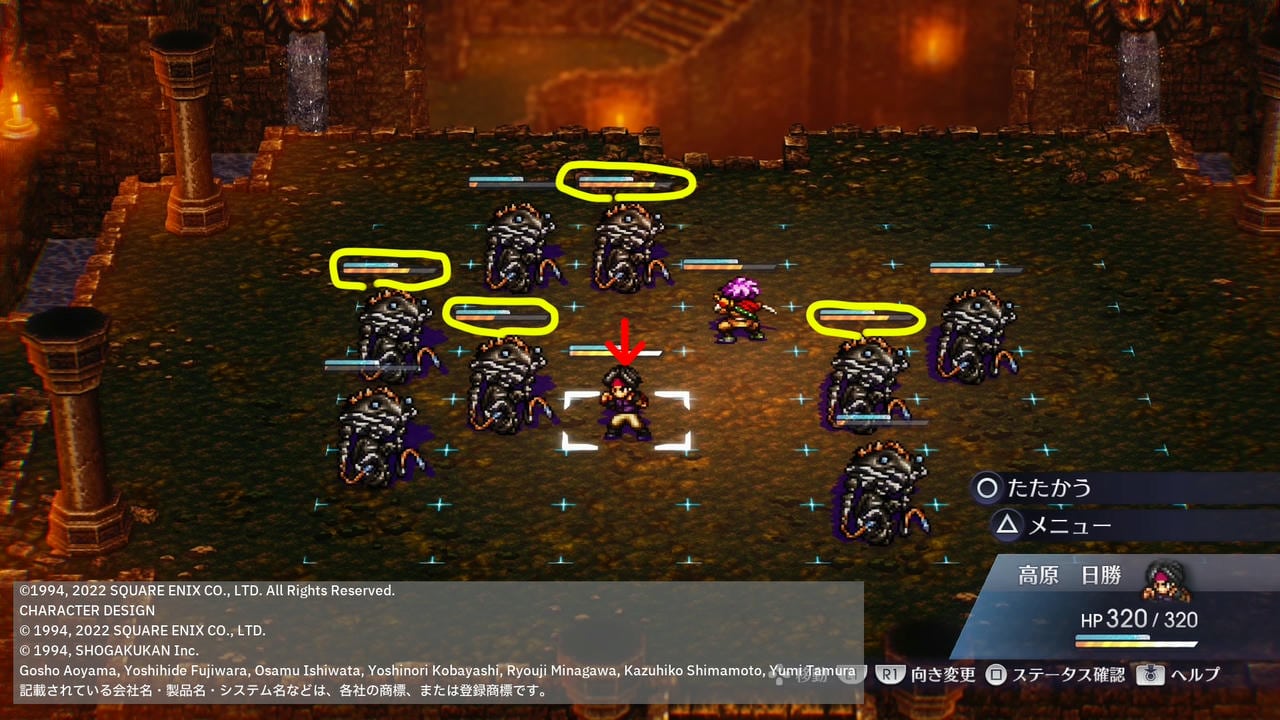 たたかう
メニュー
高原 日勝
HP 320 / 320
©1994, 2022 SQUARE ENIX CO., LTD. All Rights Reserved.
CHARACTER DESIGN
© 1994, 2022 SQUARE ENIX CO., LTD.
© 1994, SHOGAKUKAN Inc.
Gosho Aoyama, Yoshihide Fujiwara, Osamu Ishiwata, Yoshinori Kobayashi, Ryouji Minagawa, Kazuhiko Shimamoto, Yumi Tamura
記載されている会社名・製品名・システム名などは、各社の商標、または登録商標です。
移動 R1 向き変更 ステータス確認 ヘルプ